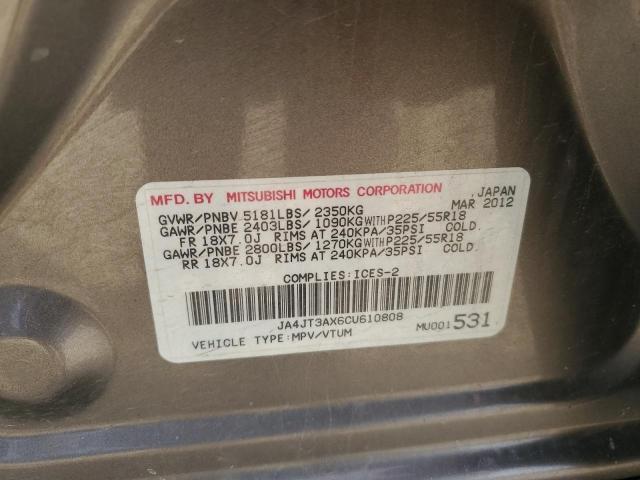 MFD. BY MITSUBISHI MOTORS CORPORATION ,JAPAN
GVWR/PNBV 5181LBS/ 2350KG MAR 2012
GAWR/PNBE 2403LBS/ 1090KG WITH P225/55R18
FR 18X7.0J RIMS AT 240KPA/35PSI COLD.
GAWR/PNBE 2800LBS/ 1270KG WITH P225/55R18
RR 18X7.0J RIMS AT 240KPA/35PSI COLD.
COMPLIES:ICES-2
JA4JT3AX6CU610808
VEHICLE TYPE:MPV/VTUM MU001531